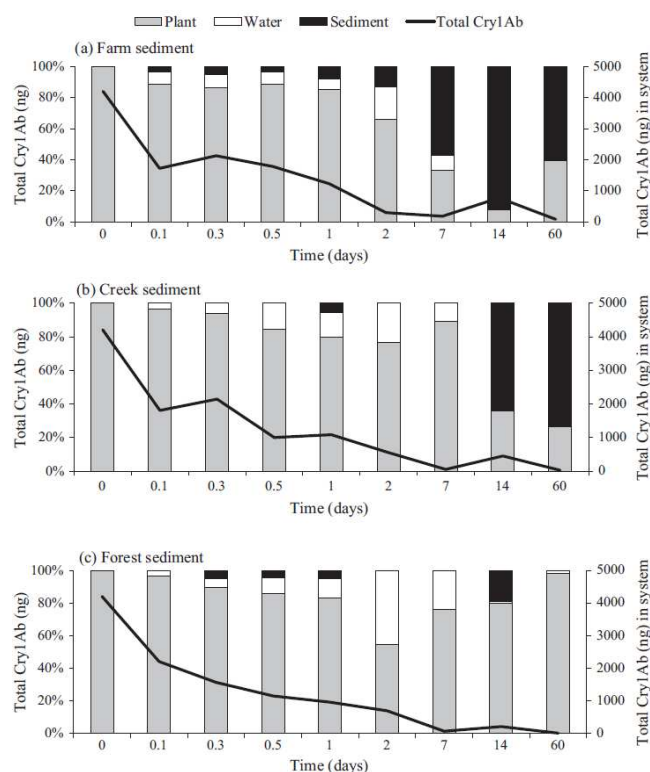 Plant Water Sediment Total Cry1Ab
(a) Farm sediment
100% 5000
80% 4000
60% 3000
40% 2000
20% 1000
0% 0
Total Cry1Ab (ng)
Total Cry1Ab (ng) in system
0 0.1 0.3 0.5 1 2 7 14 60
Time (days)
(b) Creek sediment
100% 5000
80% 4000
60% 3000
40% 2000
20% 1000
0% 0
Total Cry1Ab (ng)
Total Cry1Ab (ng) in system
0 0.1 0.3 0.5 1 2 7 14 60
Time (days)
(c) Forest sediment
100% 5000
80% 4000
60% 3000
40% 2000
20% 1000
0% 0
Total Cry1Ab (ng)
Total Cry1Ab (ng) in system
0 0.1 0.3 0.5 1 2 7 14 60
Time (days)